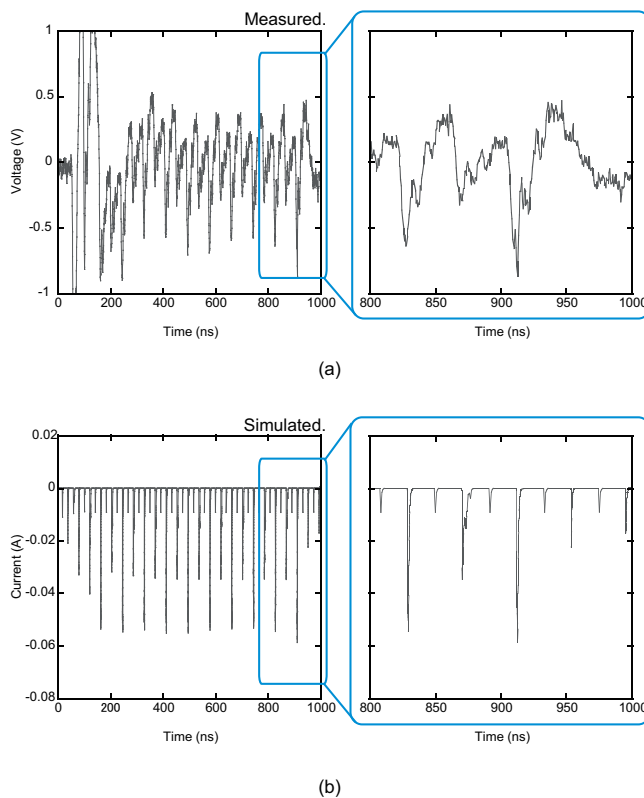 Measured.
1
0.5
0
-0.5
-1
Voltage (V)
0 200 400 600 800 1000
800 850 900 950 1000
Time (ns) Time (ns)
(a)
Simulated.
0.02
0
-0.02
-0.04
-0.06
-0.08
Current (A)
0 200 400 600 800 1000
800 850 900 950 1000
Time (ns) Time (ns)
(b)